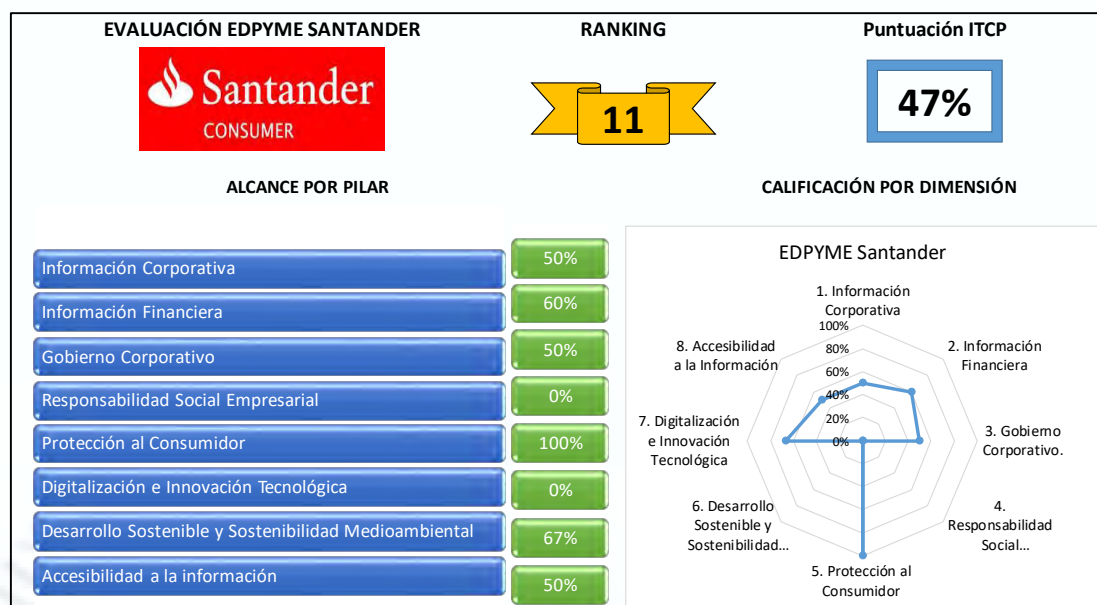 EVALUACIÓN EDPYME SANTANDER
RANKING
Puntuación ITCP
Santander
CONSUMER
11
47%
ALCANCE POR PILAR
CALIFICACIÓN POR DIMENSIÓN
Información Corporativa 50%
Información Financiera 60%
Gobierno Corporativo 50%
Responsabilidad Social Empresarial 0%
Protección al Consumidor 100%
Digitalización e Innovación Tecnológica 0%
Desarrollo Sostenible y Sostenibilidad Medioambiental 67%
Accesibilidad a la información 50%
EDPYME Santander
1. Información
Corporativa
2. Información
Financiera
3. Gobierno
Corporativo.
4.
Responsabilidad
Social...
5. Protección al
Consumidor
6. Desarrollo
Sostenible y
Sostenibilidad...
7. Digitalización
e Innovación
Tecnológica
8. Accesibilidad
a la Información
100%
80%
60%
40%
20%
0%